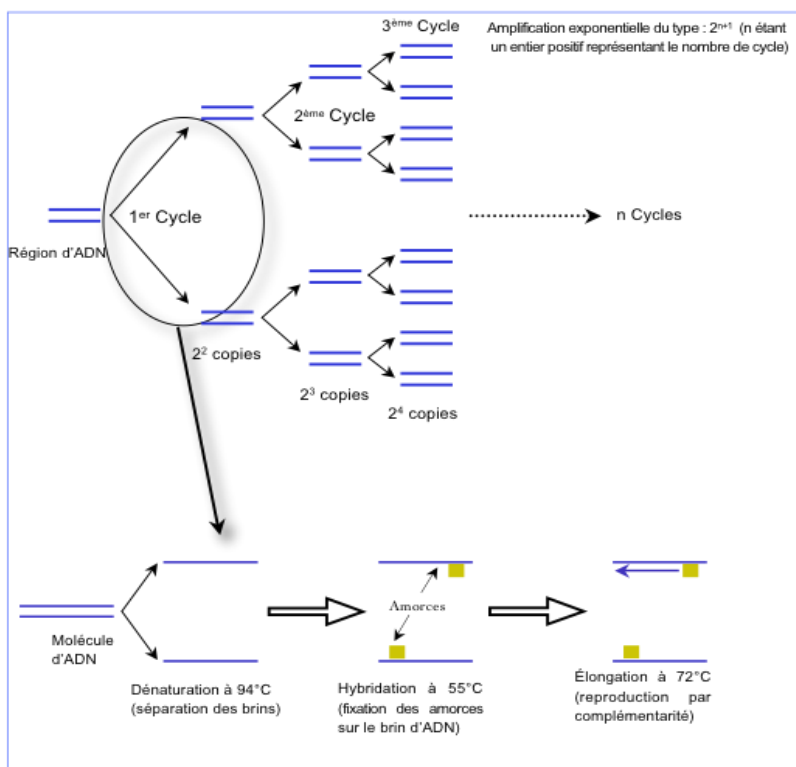 3ème Cycle
Amplification exponentielle du type : 2ⁿ⁺¹ (n étant
un entier positif représentant le nombre de cycle)
2ème Cycle
1er Cycle
n Cycles
Région d'ADN
2² copies
2³ copies
2⁴ copies
Amorces
Molécule
d'ADN
Dénaturation à 94°C
(séparation des brins)
Hybridation à 55°C
(fixation des amorces
sur le brin d'ADN)
Élongation à 72°C
(reproduction par
complémentarité)